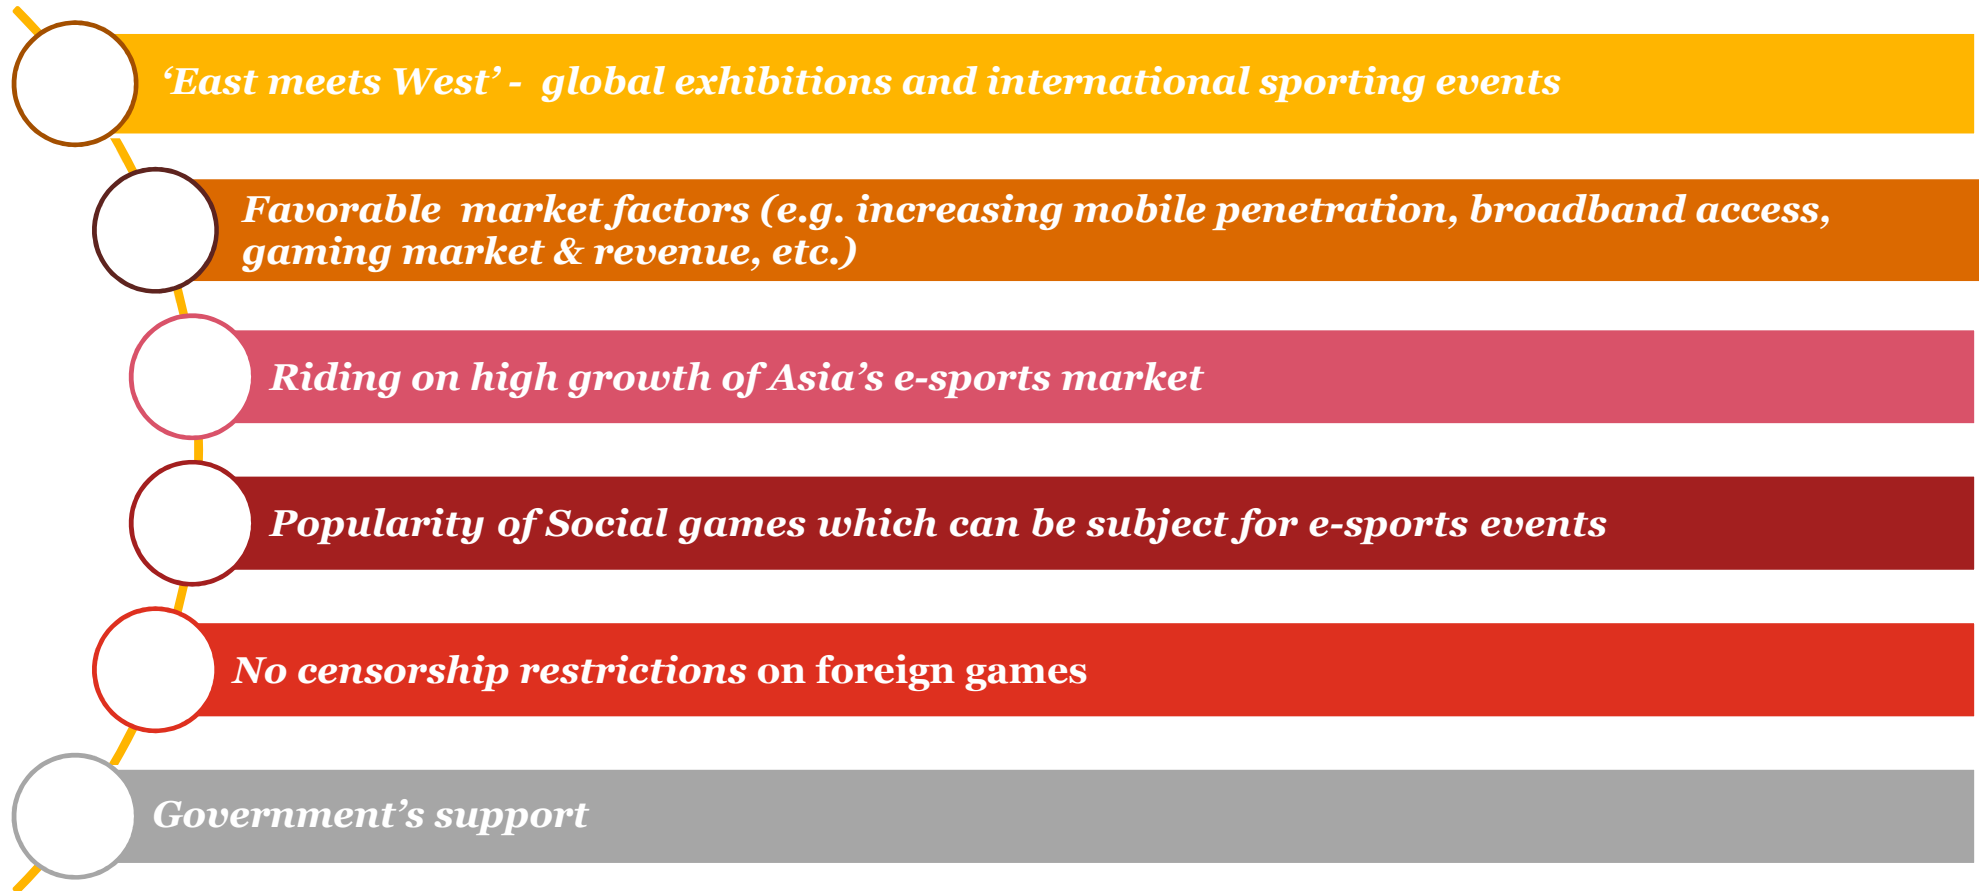 ‘East meets West’ -  global exhibitions and international sporting events
Favorable  market factors (e.g. increasing mobile penetration, broadband access,
gaming market & revenue, etc.)
Riding on high growth of Asia’s e-sports market
Popularity of Social games which can be subject for e-sports events
No censorship restrictions on foreign games
Government’s support